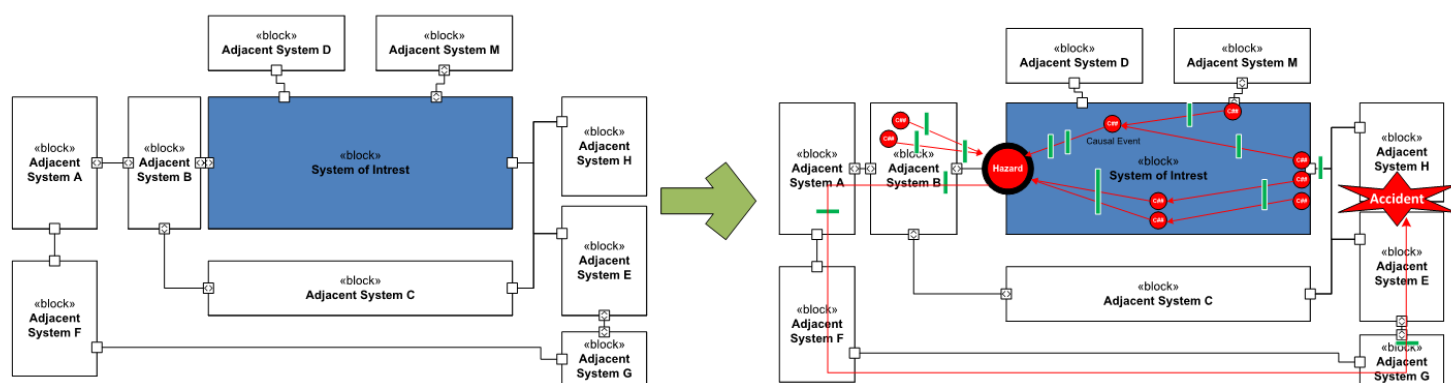 «block»
Adjacent System D
«block»
Adjacent System M
«block»
Adjacent
System A
«block»
Adjacent
System B
«block»
System of Intrest
«block»
Adjacent
System H
«block»
Adjacent
System E
«block»
Adjacent System C
«block»
Adjacent
System F
«block»
Adjacent
System G
«block»
Adjacent System D
«block»
Adjacent System M
«block»
Adjacent
System A
«block»
Adjacent
System B
C##
C##
Hazard
C##
Causal Event
C##
«block»
System of Intrest
C##
C##
C##
C##
C##
«block»
Adjacent
System H
Accident
«block»
Adjacent
System E
«block»
Adjacent System C
«block»
Adjacent
System F
«block»
Adjacent
System G